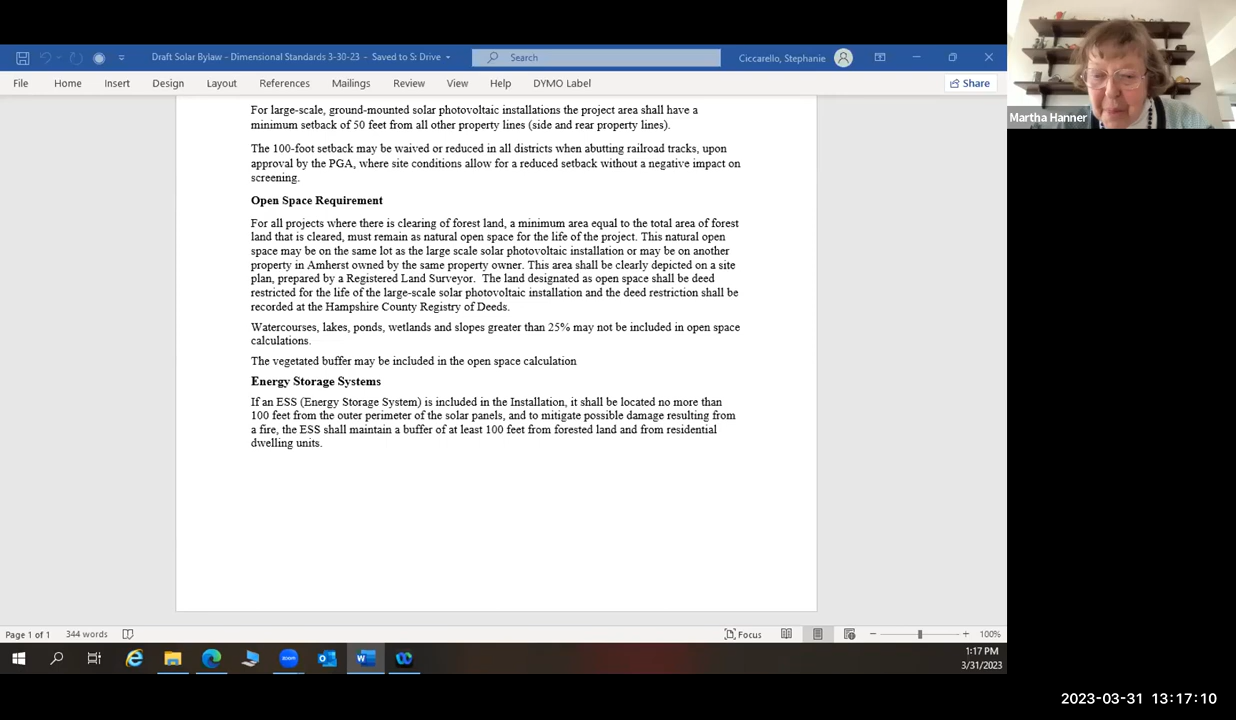 Draft Solar Bylaw - Dimensional Standards 3-30-23 - Saved to S: Drive
Search
Ciccarello, Stephanie
File Home Insert Design Layout References Mailings Review View Help DYMO Label Share
For large-scale, ground-mounted solar photovoltaic installations the project area shall have a
minimum setback of 50 feet from all other property lines (side and rear property lines).
The 100-foot setback may be waived or reduced in all districts when abutting railroad tracks, upon
approval by the PGA, where site conditions allow for a reduced setback without a negative impact on
screening.
Open Space Requirement
For all projects where there is clearing of forest land, a minimum area equal to the total area of forest
land that is cleared, must remain as natural open space for the life of the project. This natural open
space may be on the same lot as the large scale solar photovoltaic installation or may be on another
property in Amherst owned by the same property owner. This area shall be clearly depicted on a site
plan, prepared by a Registered Land Surveyor. The land designated as open space shall be deed
restricted for the life of the large-scale solar photovoltaic installation and the deed restriction shall be
recorded at the Hampshire County Registry of Deeds.
Watercourses, lakes, ponds, wetlands and slopes greater than 25% may not be included in open space
calculations.
The vegetated buffer may be included in the open space calculation
Energy Storage Systems
If an ESS (Energy Storage System) is included in the Installation, it shall be located no more than
100 feet from the outer perimeter of the solar panels, and to mitigate possible damage resulting from
a fire, the ESS shall maintain a buffer of at least 100 feet from forested land and from residential
dwelling units.
Page 1 of 1 344 words Focus 100%
zoom
1:17 PM
3/31/2023
Martha Hanner
2023-03-31 13:17:10